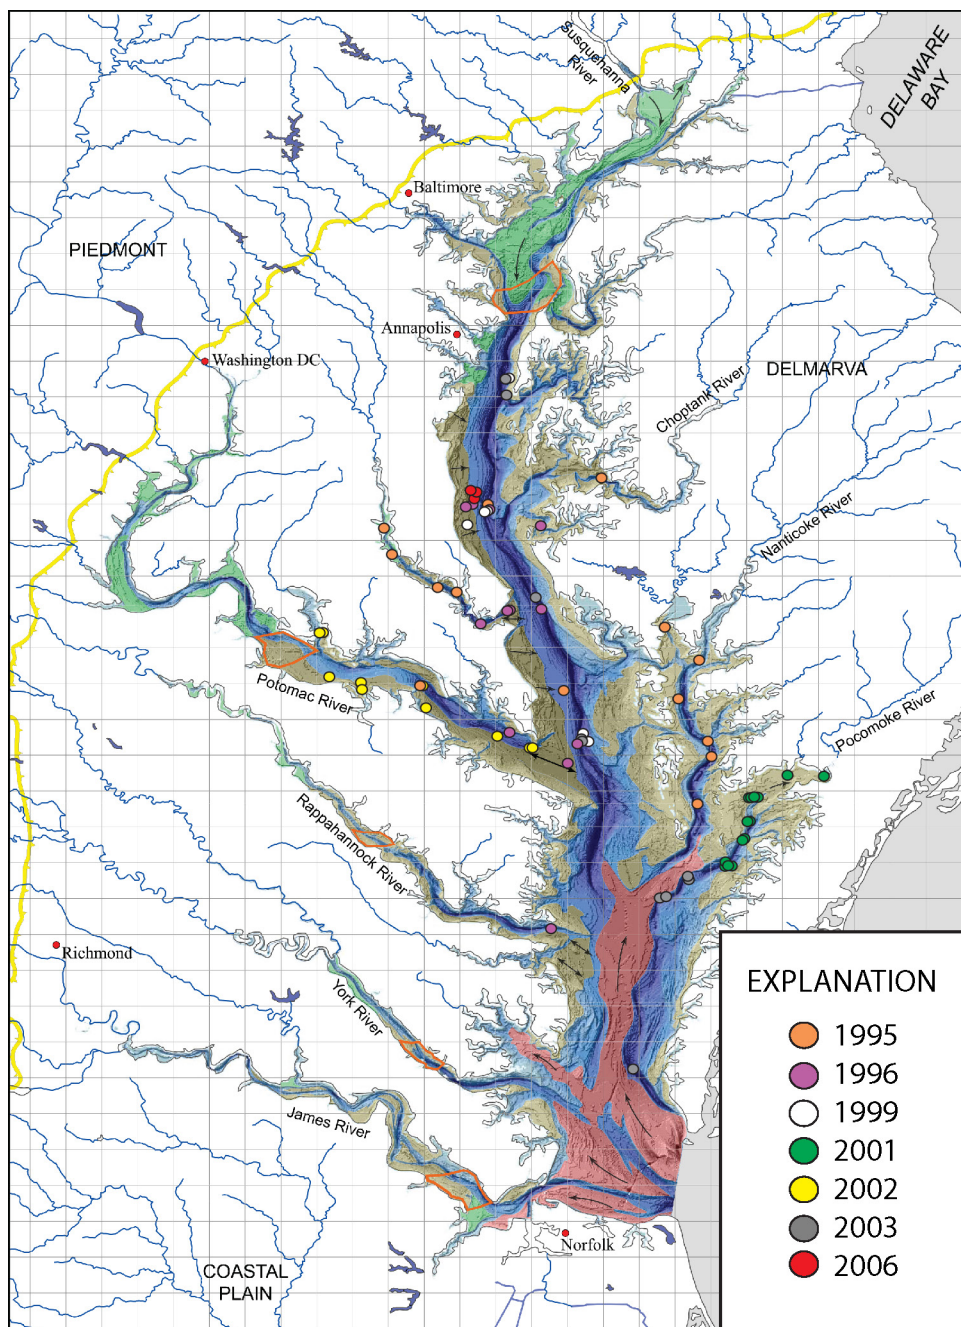 Susquehanna
River
DELAWARE
BAY
Baltimore
PIEDMONT
Annapolis
Washington DC
DELMARVA
Choptank River
Nanticoke River
Potomac River
Pocomoke River
Rappahannock River
Richmond
York River
James River
Norfolk
COASTAL
PLAIN
EXPLANATION
1995
1996
1999
2001
2002
2003
2006